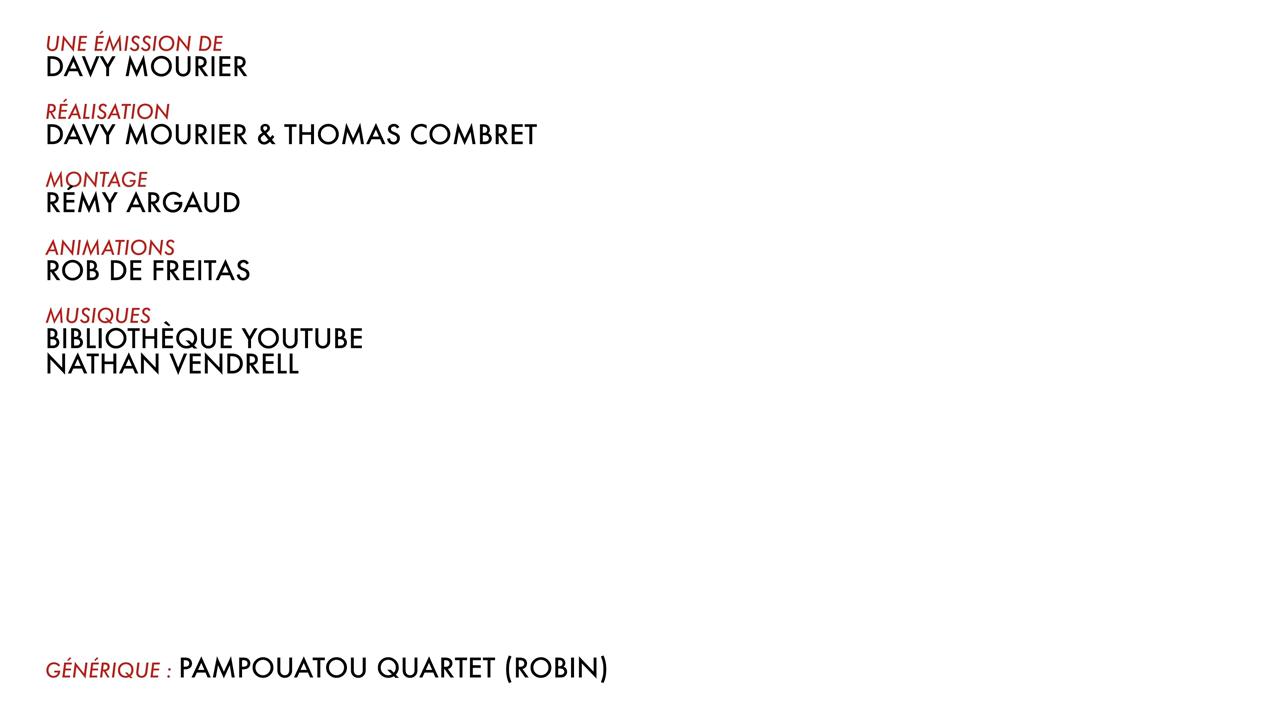 UNE ÉMISSION DE
DAVY MOURIER
RÉALISATION
DAVY MOURIER & THOMAS COMBRET
MONTAGE
RÉMY ARGAUD
ANIMATIONS
ROB DE FREITAS
MUSIQUES
BIBLIOTHÈQUE YOUTUBE
NATHAN VENDRELL
GÉNÉRIQUE : PAMPOUATOU QUARTET (ROBIN)